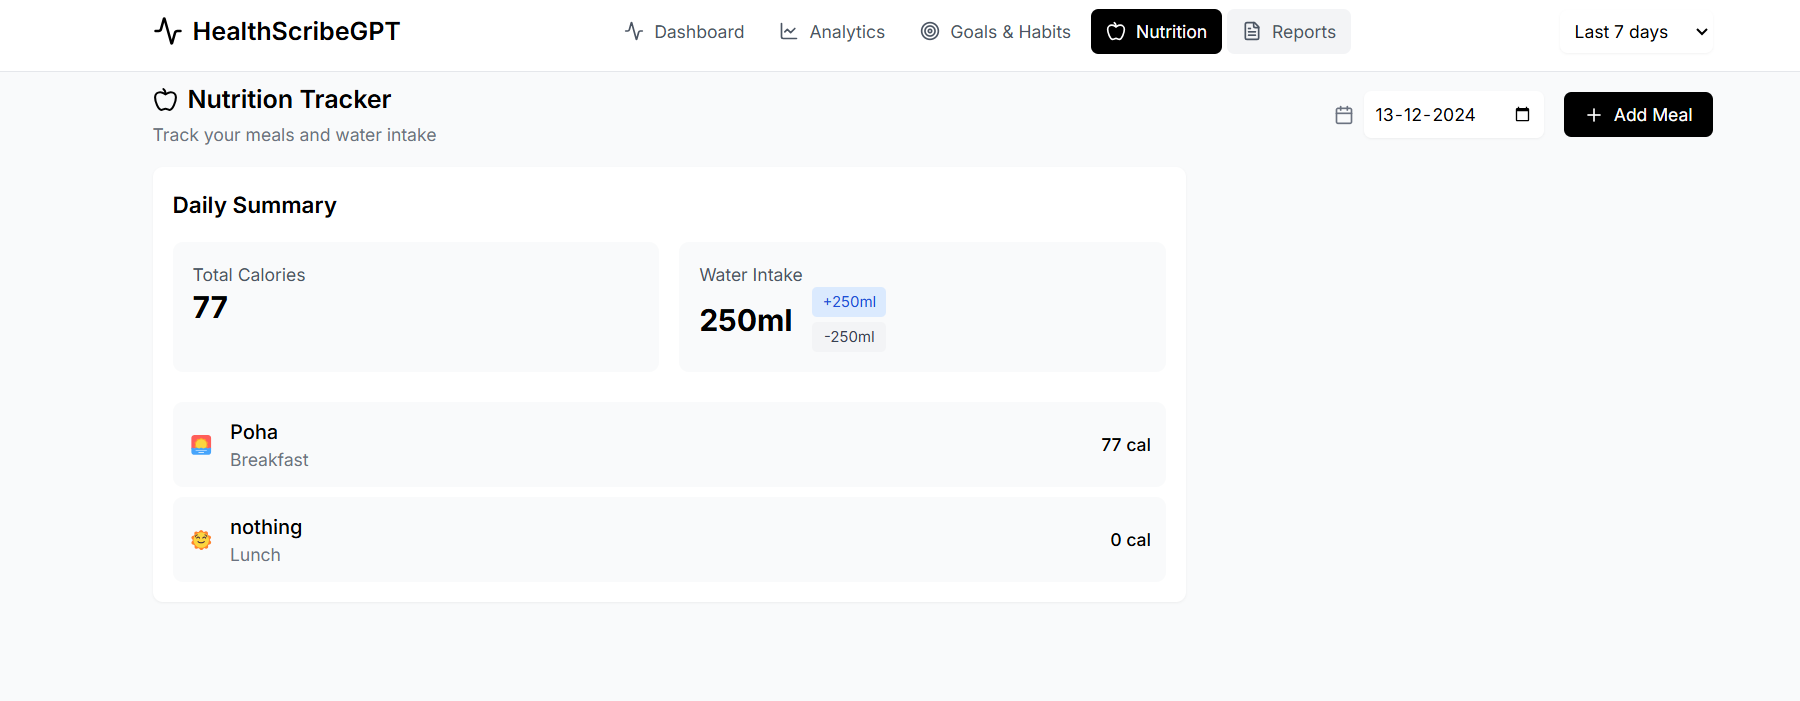 HealthScribeGPT
Dashboard
Analytics
Goals & Habits
Nutrition
Reports
Last 7 days
Nutrition Tracker
Track your meals and water intake
13-12-2024
Add Meal
Daily Summary
Total Calories
77
Water Intake
250ml
+250ml
-250ml
Poha
Breakfast
77 cal
nothing
Lunch
0 cal